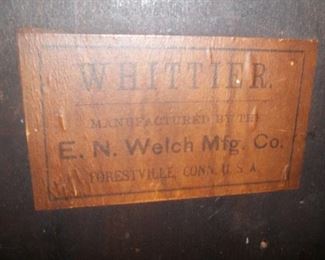 WHITTIER.
MANUFACTURED BY THE
E. N. Welch Mfg. Co.
FORESTVILLE, CONN. U. S. A.